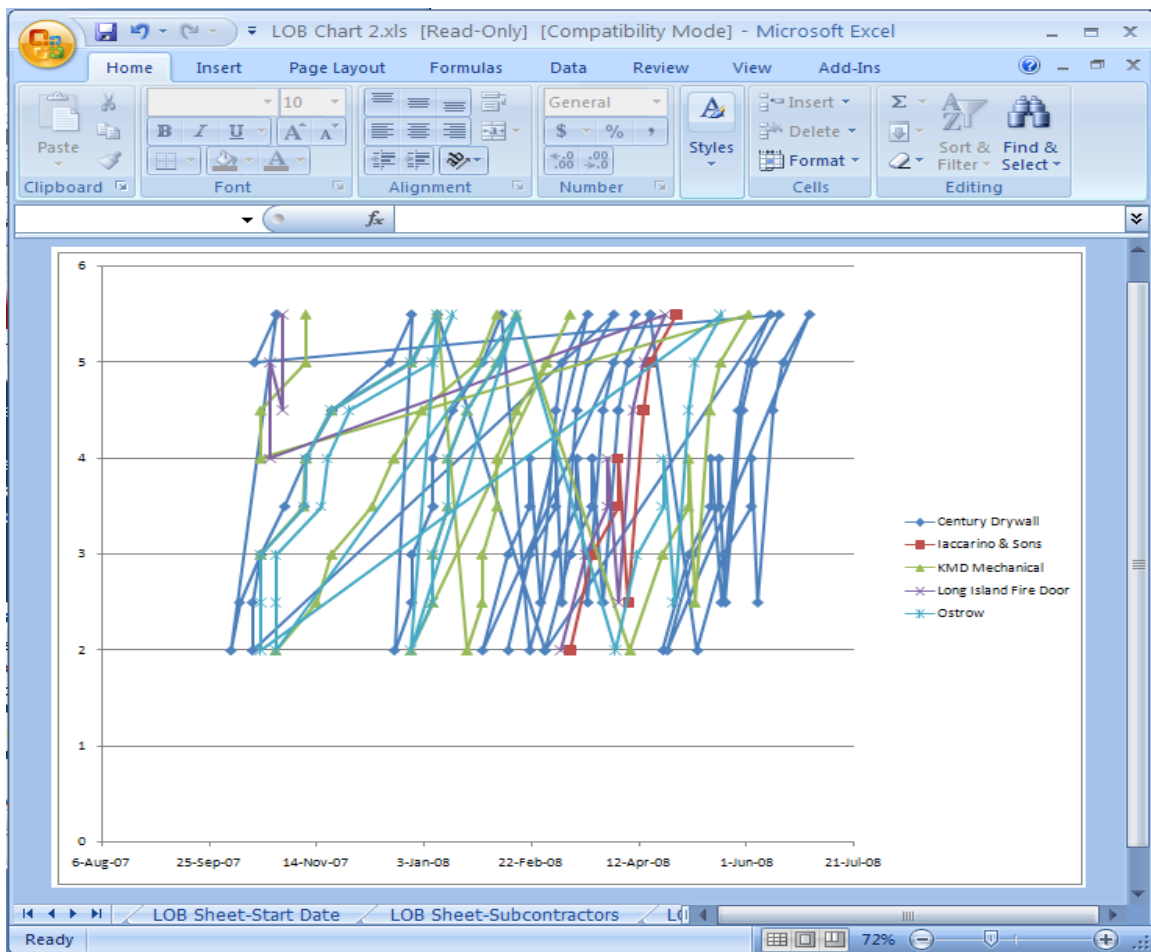 LOB Chart 2.xls [Read-Only] [Compatibility Mode] - Microsoft Excel
Home Insert Page Layout Formulas Data Review View Add-Ins
10 General Insert Σ
B I U A A $ % , Styles Delete Sort & Find &
Paste Format Filter Select
Clipboard Font Alignment Number Cells Editing
fx
6
5
4
3
2
1
0
6-Aug-07 25-Sep-07 14-Nov-07 3-Jan-08 22-Feb-08 12-Apr-08 1-Jun-08 21-Jul-08
Century Drywall
Iaccarino & Sons
KMD Mechanical
Long Island Fire Door
Ostrow
LOB Sheet-Start Date LOB Sheet-Subcontractors
Ready 72%